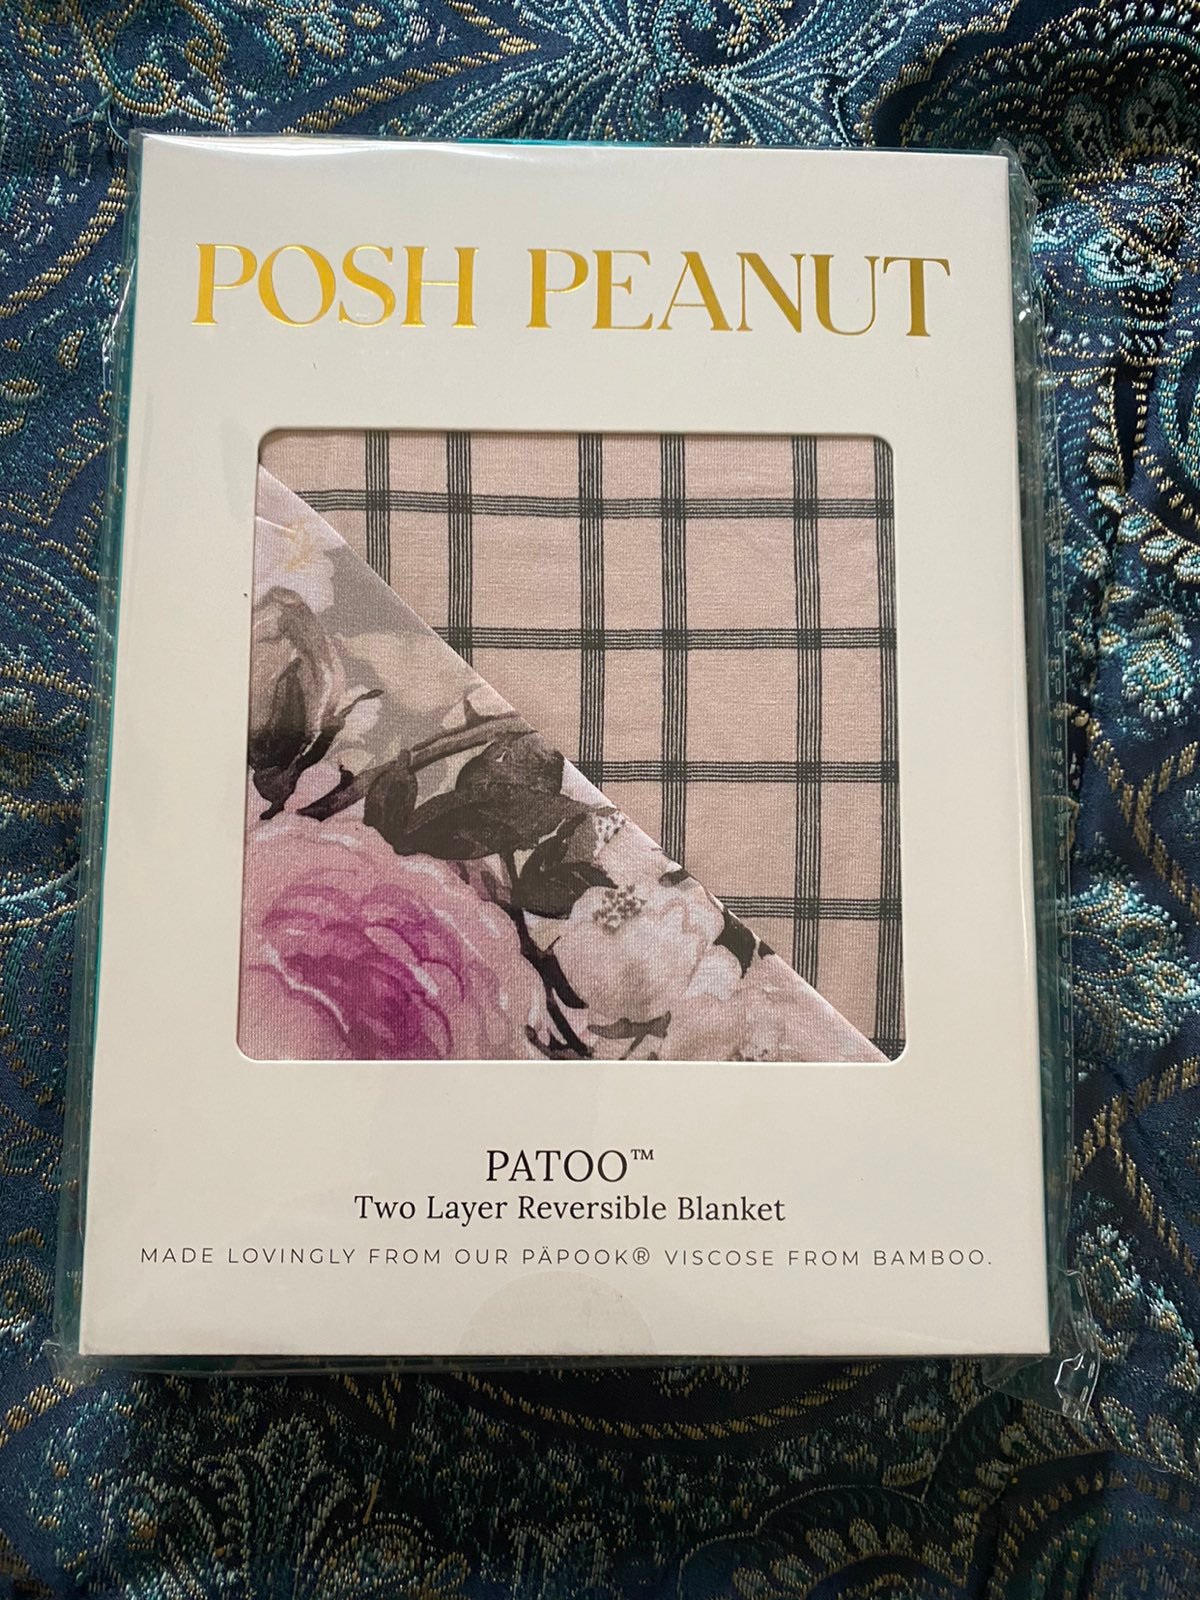 POSH PEANUT
PATOO™
Two Layer Reversible Blanket
MADE LOVINGLY FROM OUR PÄPOOK® VISCOSE FROM BAMBOO.